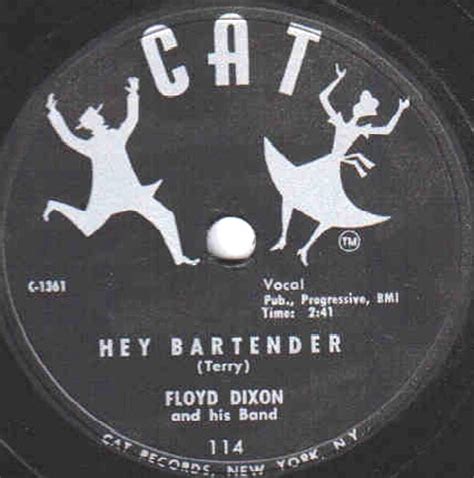 CAT
TM
C-1361
Vocal
Pub., Progressive, BMI
Time: 2:41
HEY BARTENDER
(Terry)
FLOYD DIXON
and his Band
114
CAT RECORDS, NEW YORK, N.Y.